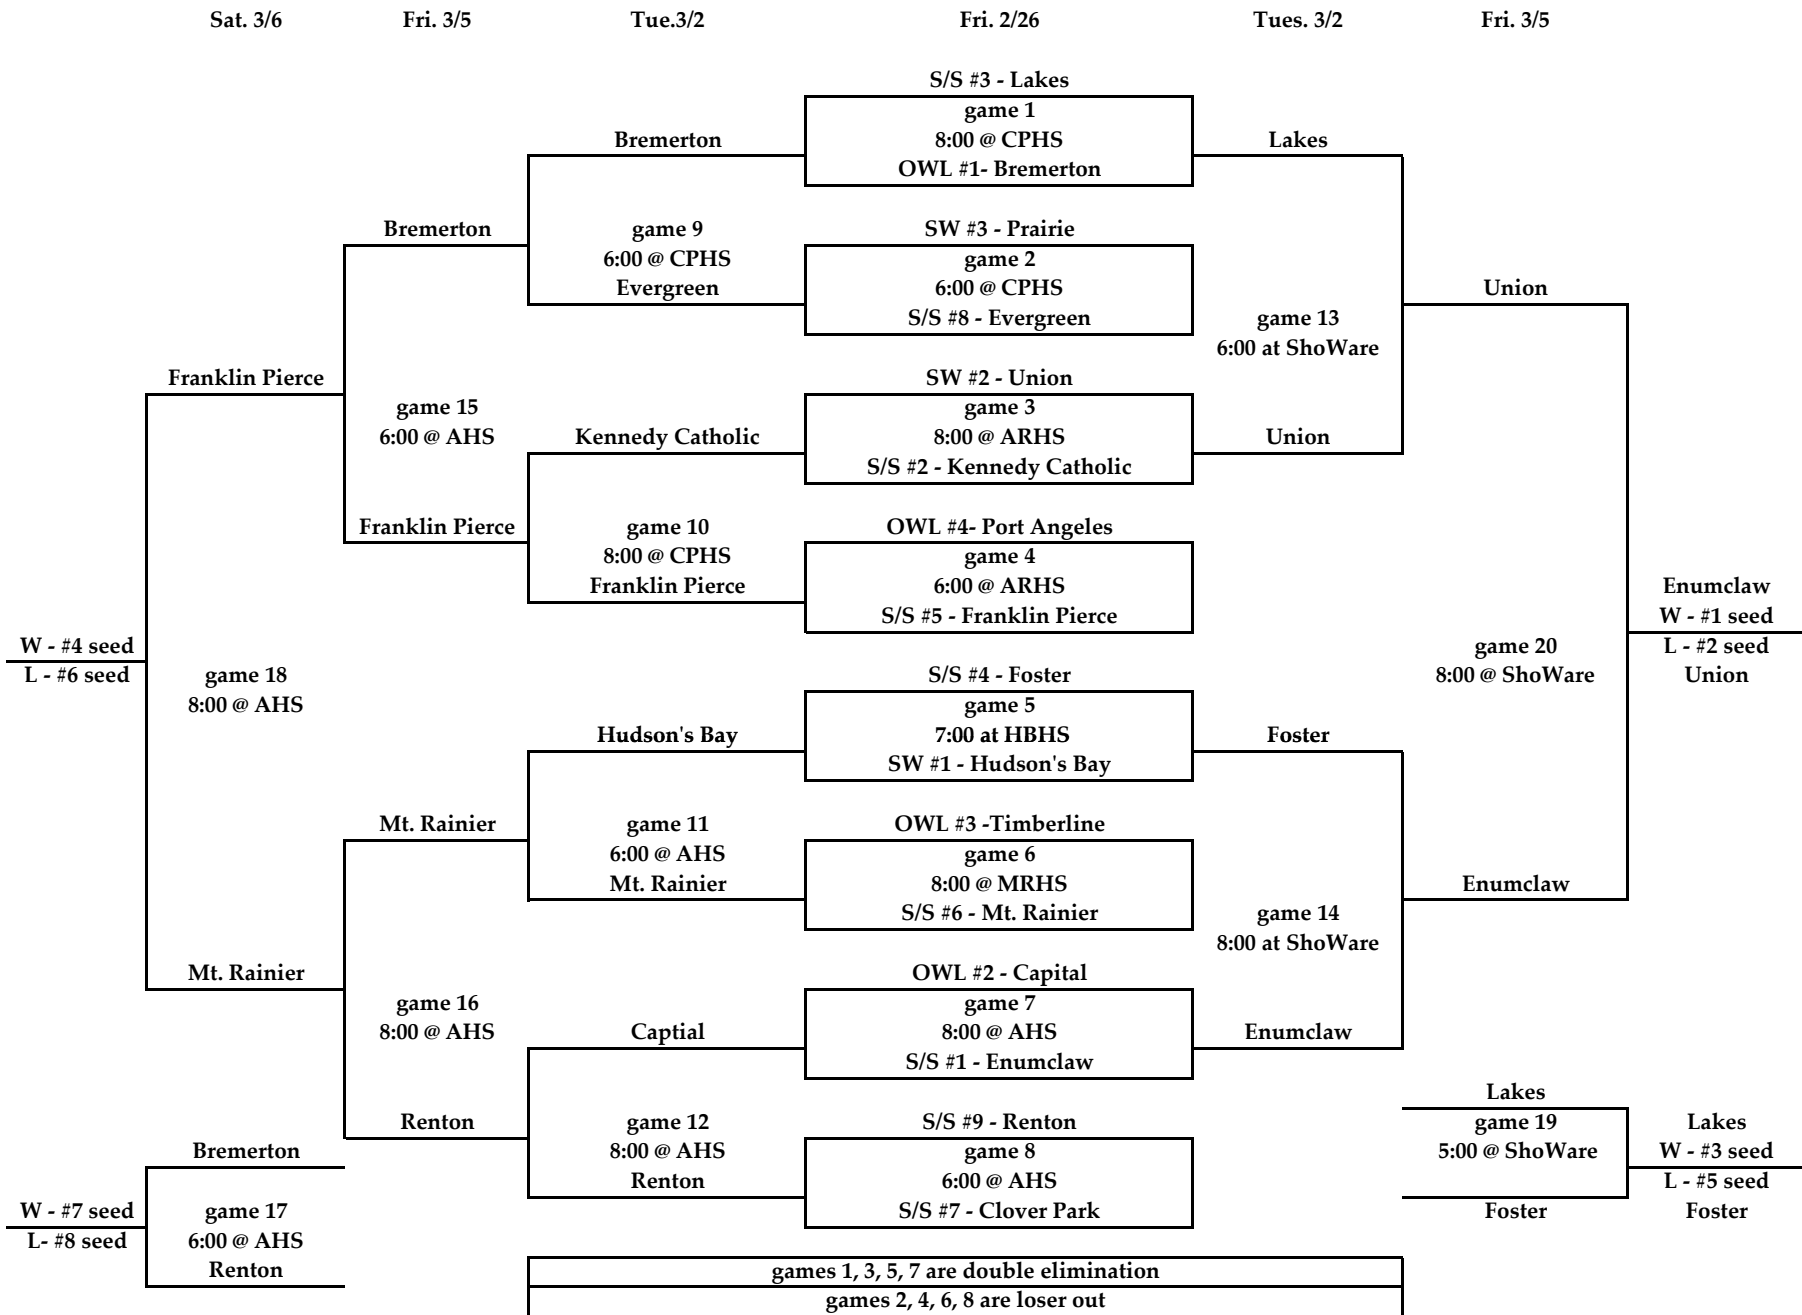 Sat. 3/6 Fri. 3/5 Tue.3/2 Fri. 2/26 Tues. 3/2 Fri. 3/5
S/S #3 - Lakes
game 1
Bremerton 8:00 @ CPHS Lakes
OWL #1- Bremerton
Bremerton game 9 SW #3 - Prairie
6:00 @ CPHS game 2
Evergreen 6:00 @ CPHS Union
S/S #8 - Evergreen game 13
6:00 at ShoWare
Franklin Pierce SW #2 - Union
game 15 game 3
6:00 @ AHS Kennedy Catholic 8:00 @ ARHS Union
S/S #2 - Kennedy Catholic
Franklin Pierce game 10 OWL #4- Port Angeles
8:00 @ CPHS game 4
Franklin Pierce 6:00 @ ARHS Enumclaw
S/S #5 - Franklin Pierce W - #1 seed
W - #4 seed game 20 L - #2 seed
L - #6 seed game 18 S/S #4 - Foster 8:00 @ ShoWare Union
8:00 @ AHS game 5
Hudson's Bay 7:00 at HBHS Foster
SW #1 - Hudson's Bay
Mt. Rainier game 11 OWL #3 -Timberline
6:00 @ AHS game 6
Mt. Rainier 8:00 @ MRHS Enumclaw
S/S #6 - Mt. Rainier game 14
8:00 at ShoWare
Mt. Rainier OWL #2 - Capital
game 16 game 7
8:00 @ AHS Captial 8:00 @ AHS Enumclaw
S/S #1 - Enumclaw
Lakes
Renton game 12 S/S #9 - Renton game 19 Lakes
Bremerton 8:00 @ AHS game 8 5:00 @ ShoWare W - #3 seed
Renton 6:00 @ AHS L - #5 seed
W - #7 seed game 17 S/S #7 - Clover Park Foster Foster
L- #8 seed 6:00 @ AHS
Renton games 1, 3, 5, 7 are double elimination
games 2, 4, 6, 8 are loser out